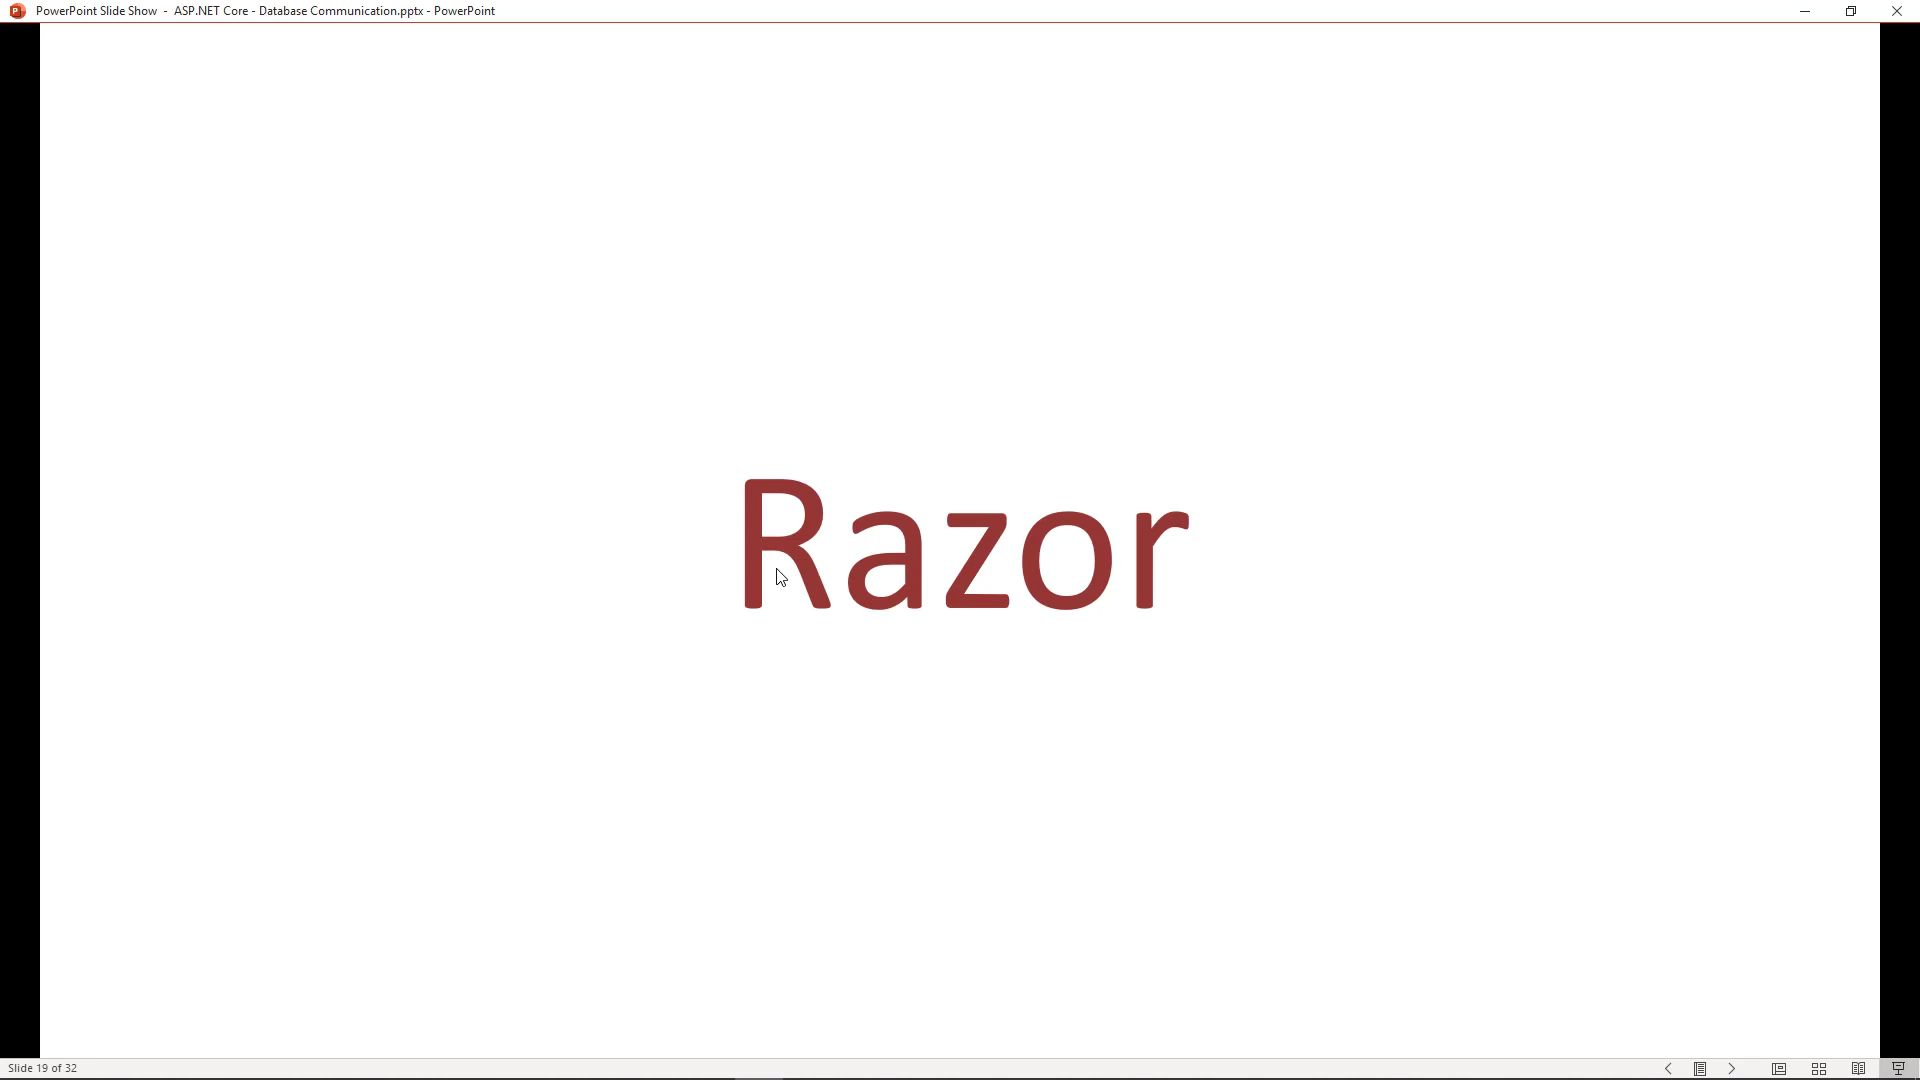 PowerPoint Slide Show - ASP.NET Core - Database Communication.pptx - PowerPoint
Razor
Slide 19 of 32